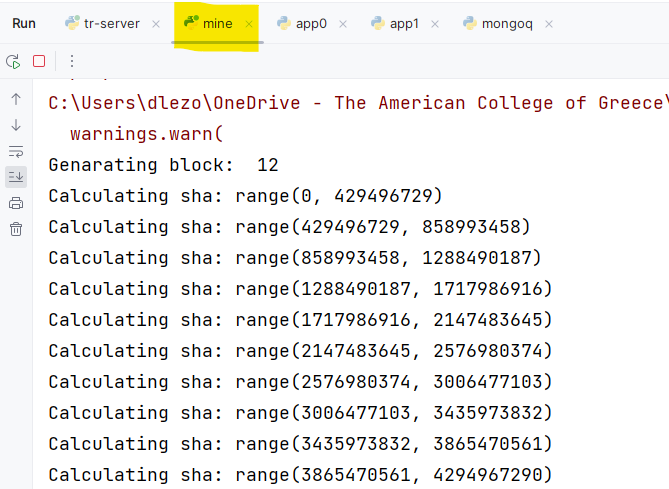 Run tr-server mine app0 app1 mongoq
C:\Users\dlezo\OneDrive - The American College of Greece\
warnings.warn(
Genarating block:  12
Calculating sha: range(0, 429496729)
Calculating sha: range(429496729, 858993458)
Calculating sha: range(858993458, 1288490187)
Calculating sha: range(1288490187, 1717986916)
Calculating sha: range(1717986916, 2147483645)
Calculating sha: range(2147483645, 2576980374)
Calculating sha: range(2576980374, 3006477103)
Calculating sha: range(3006477103, 3435973832)
Calculating sha: range(3435973832, 3865470561)
Calculating sha: range(3865470561, 4294967290)